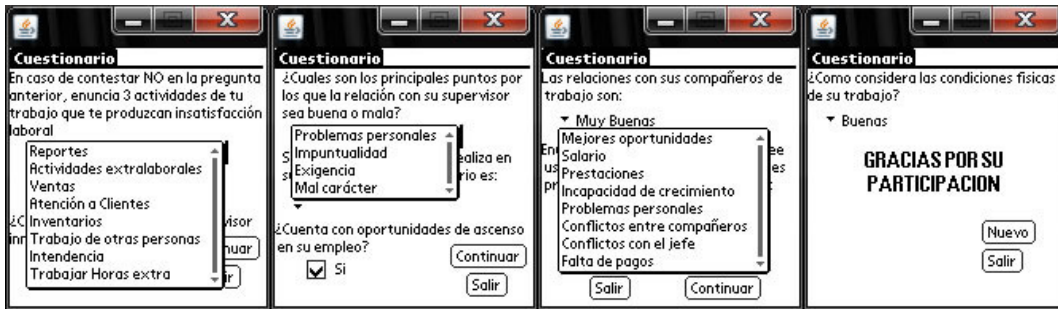 Cuestionario
En caso de contestar NO en la pregunta
anterior, enuncia 3 actividades de tu
trabajo que te produzcan insatisfacción
laboral
Reportes
Actividades extralaborales
Ventas
Atención a Clientes
Inventarios
Trabajo de otras personas
Intendencia
Trabajar Horas extra
Cuestionario
¿Cuales son los principales puntos por
los que la relación con su supervisor
sea buena o mala?
Problemas personales
Impuntualidad
Exigencia
Mal carácter
ealiza en
rio es:
¿Cuenta con oportunidades de ascenso
en su empleo?
Si
Continuar
Salir
Cuestionario
Las relaciones con sus compañeros de
trabajo son:
Muy Buenas
Mejores oportunidades
Salario
Prestaciones
Incapacidad de crecimiento
Problemas personales
Conflictos entre compañeros
Conflictos con el jefe
Falta de pagos
Salir
Continuar
Cuestionario
¿Como considera las condiciones fisicas
de su trabajo?
Buenas
GRACIAS POR SU
PARTICIPACION
Nuevo
Salir